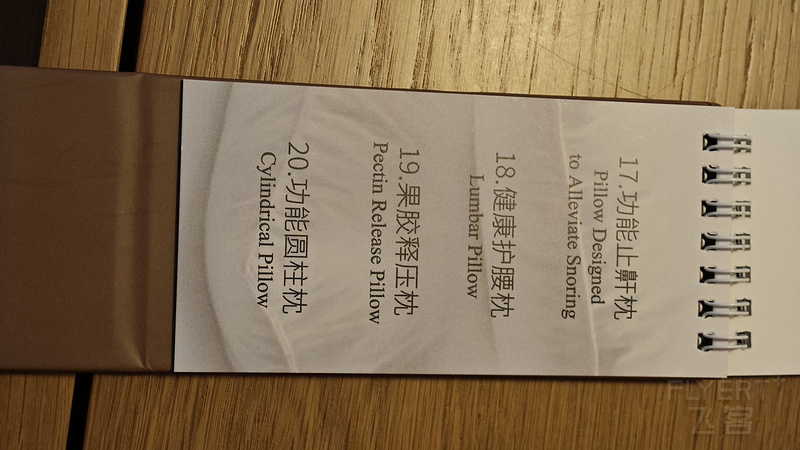 17.功能止鼾枕
Pillow Designed
to Alleviate Snoring
18.健康护腰枕
Lumbar Pillow
19.果胶释压枕
Pectin Release Pillow
20.功能圆柱枕
Cylindrical Pillow
FLYERT
飞客